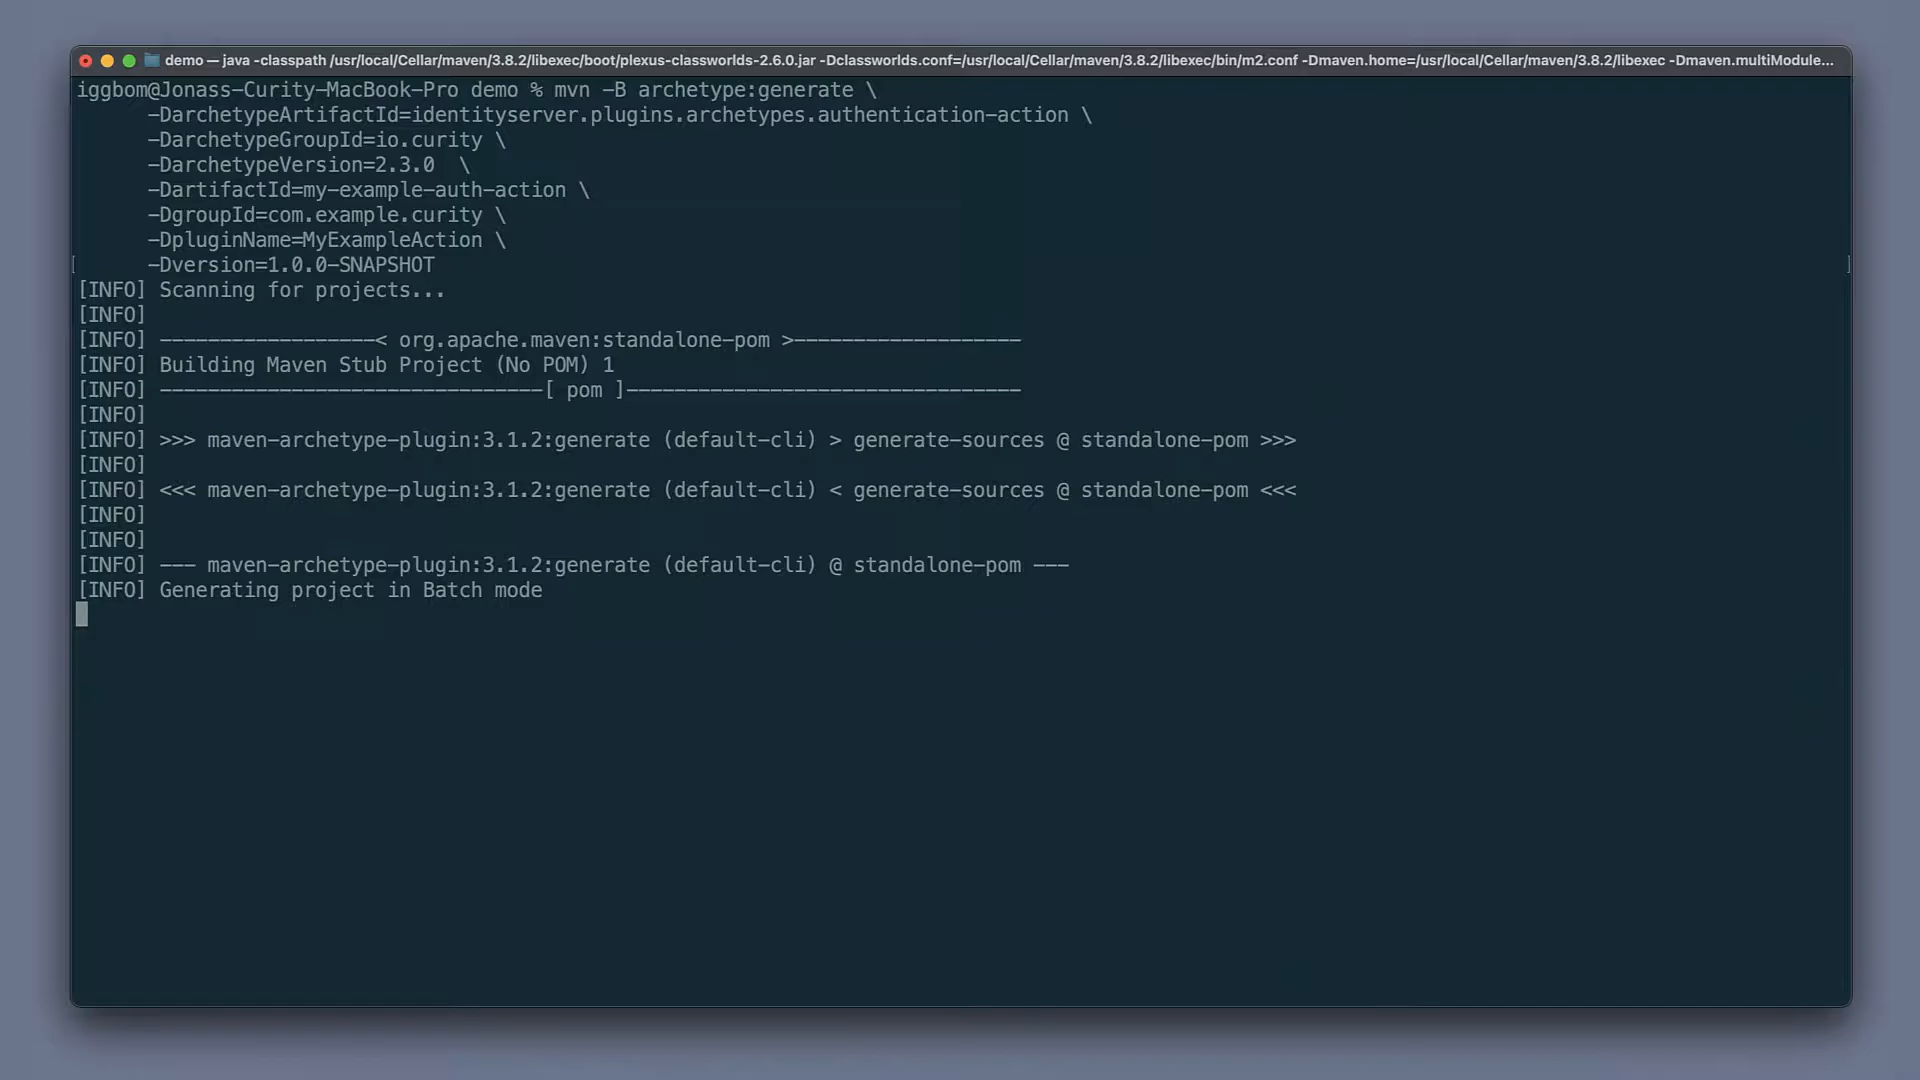 demo — java -classpath /usr/local/Cellar/maven/3.8.2/libexec/boot/plexus-classworlds-2.6.0.jar -Dclassworlds.conf=/usr/local/Cellar/maven/3.8.2/libexec/bin/m2.conf -Dmaven.home=/usr/local/Cellar/maven/3.8.2/libexec -Dmaven.multiModule...
iggbom@Jonass-Curity-MacBook-Pro demo % mvn -B archetype:generate \
-DarchetypeArtifactId=identityserver.plugins.archetypes.authentication-action \
-DarchetypeGroupId=io.curity \
-DarchetypeVersion=2.3.0  \
-DartifactId=my-example-auth-action \
-DgroupId=com.example.curity \
-DpluginName=MyExampleAction \
[      -Dversion=1.0.0-SNAPSHOT ]
[INFO] Scanning for projects...
[INFO]
[INFO] ------------------< org.apache.maven:standalone-pom >-------------------
[INFO] Building Maven Stub Project (No POM) 1
[INFO] --------------------------------[ pom ]---------------------------------
[INFO]
[INFO] >>> maven-archetype-plugin:3.1.2:generate (default-cli) > generate-sources @ standalone-pom >>>
[INFO]
[INFO] <<< maven-archetype-plugin:3.1.2:generate (default-cli) < generate-sources @ standalone-pom <<<
[INFO]
[INFO]
[INFO] --- maven-archetype-plugin:3.1.2:generate (default-cli) @ standalone-pom ---
[INFO] Generating project in Batch mode